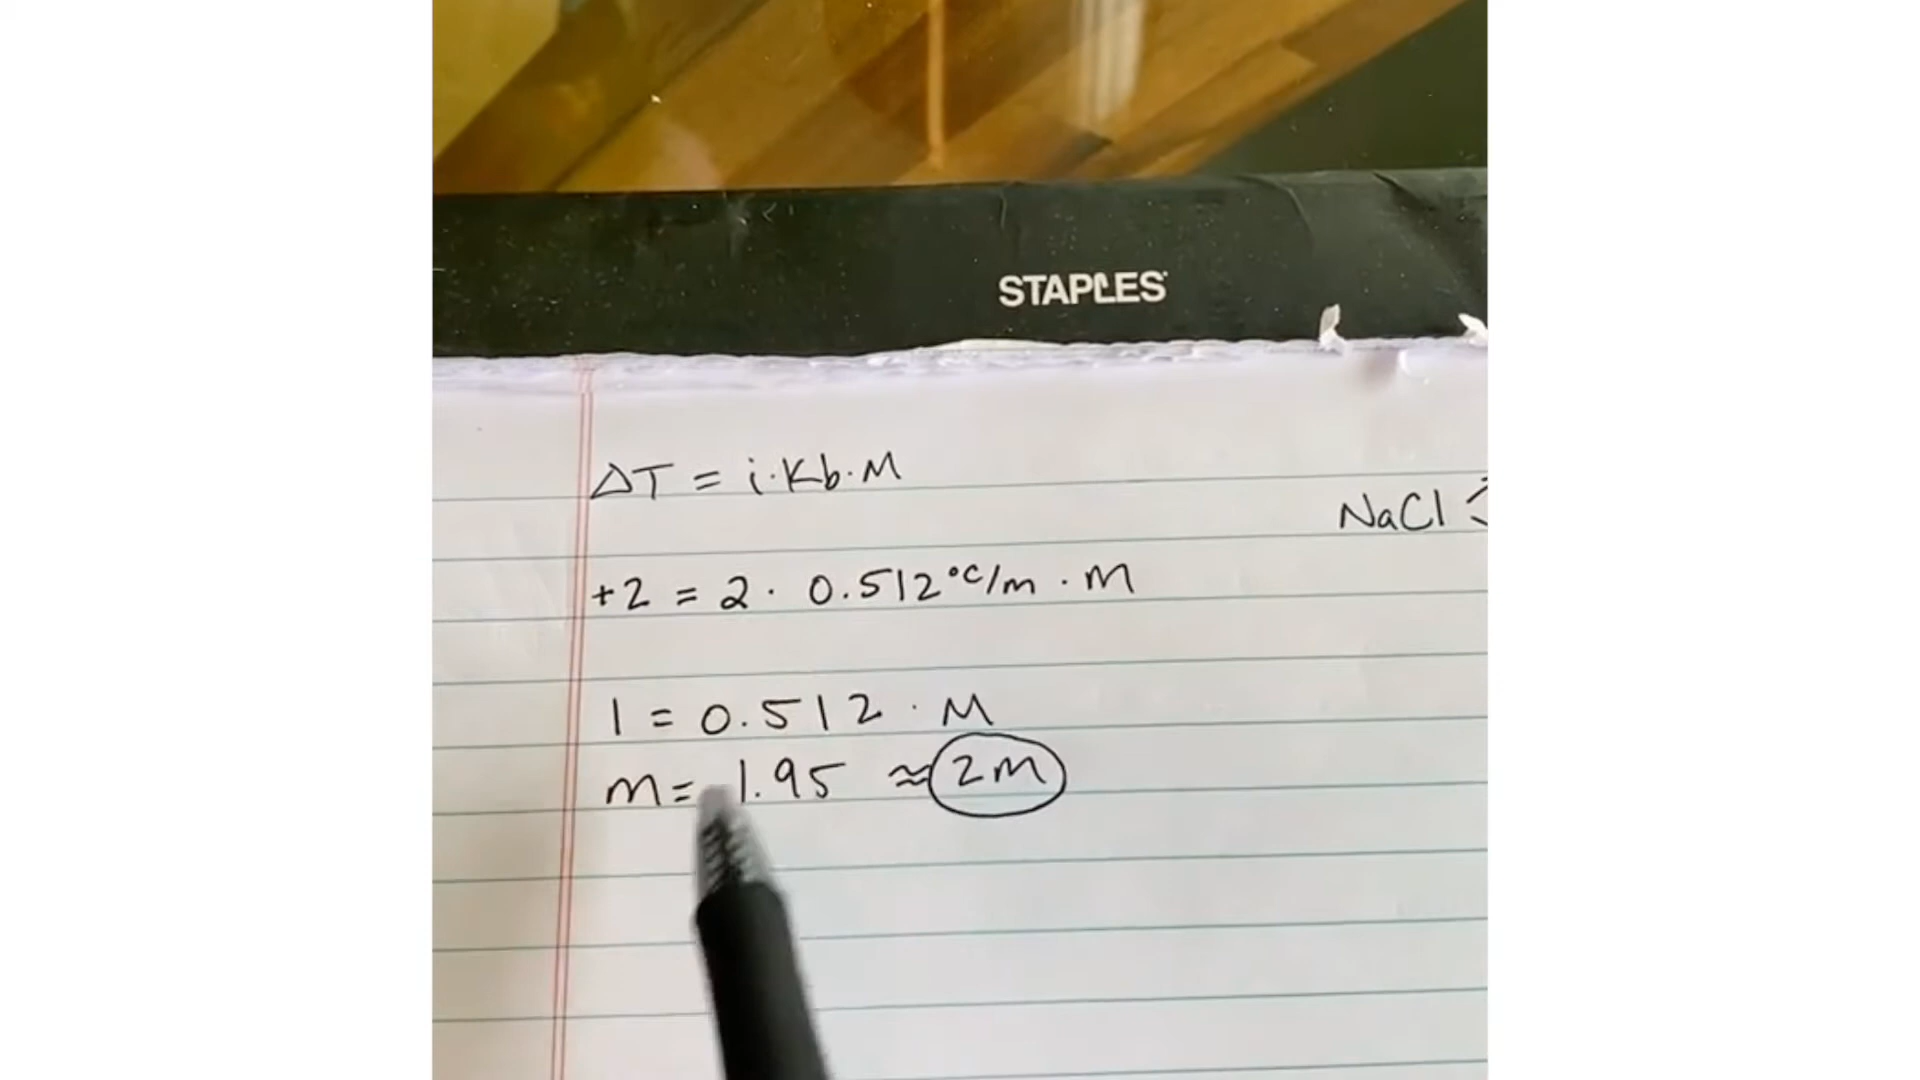 STAPLES
ΔT = i·Kb·M
NaCl
+2 = 2 · 0.512°C/m · m
1 = 0.512 · M
m = 1.95 ≈ 2m